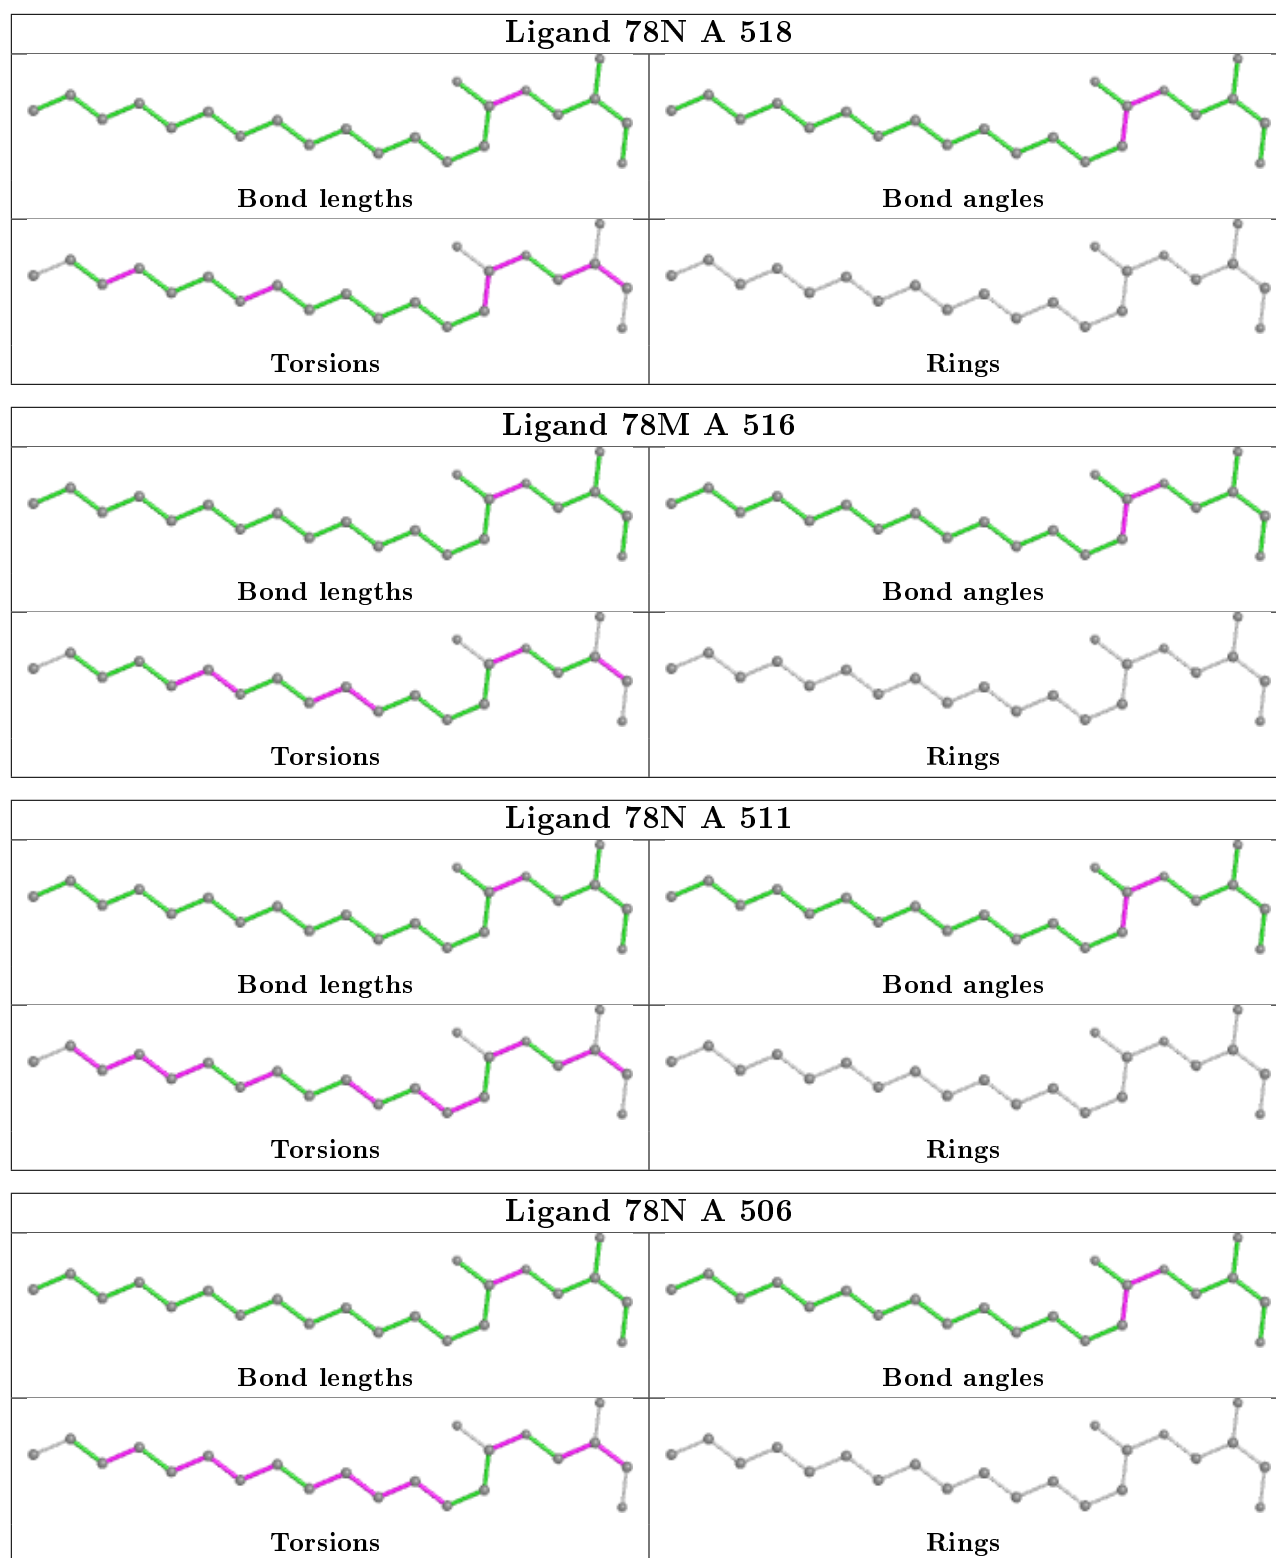 Ligand 78N A 518
Bond lengths
Bond angles
Torsions
Rings
Ligand 78M A 516
Bond lengths
Bond angles
Torsions
Rings
Ligand 78N A 511
Bond lengths
Bond angles
Torsions
Rings
Ligand 78N A 506
Bond lengths
Bond angles
Torsions
Rings